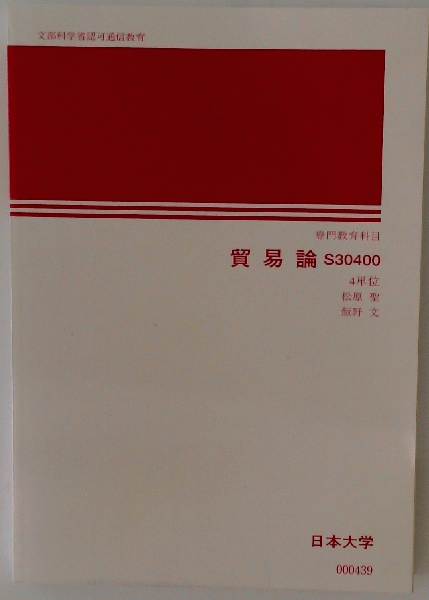 文部科学省認可通信教育
専門教育科目
貿易論 S30400
4単位
松原 聖
飯野 文
日本大学
000439